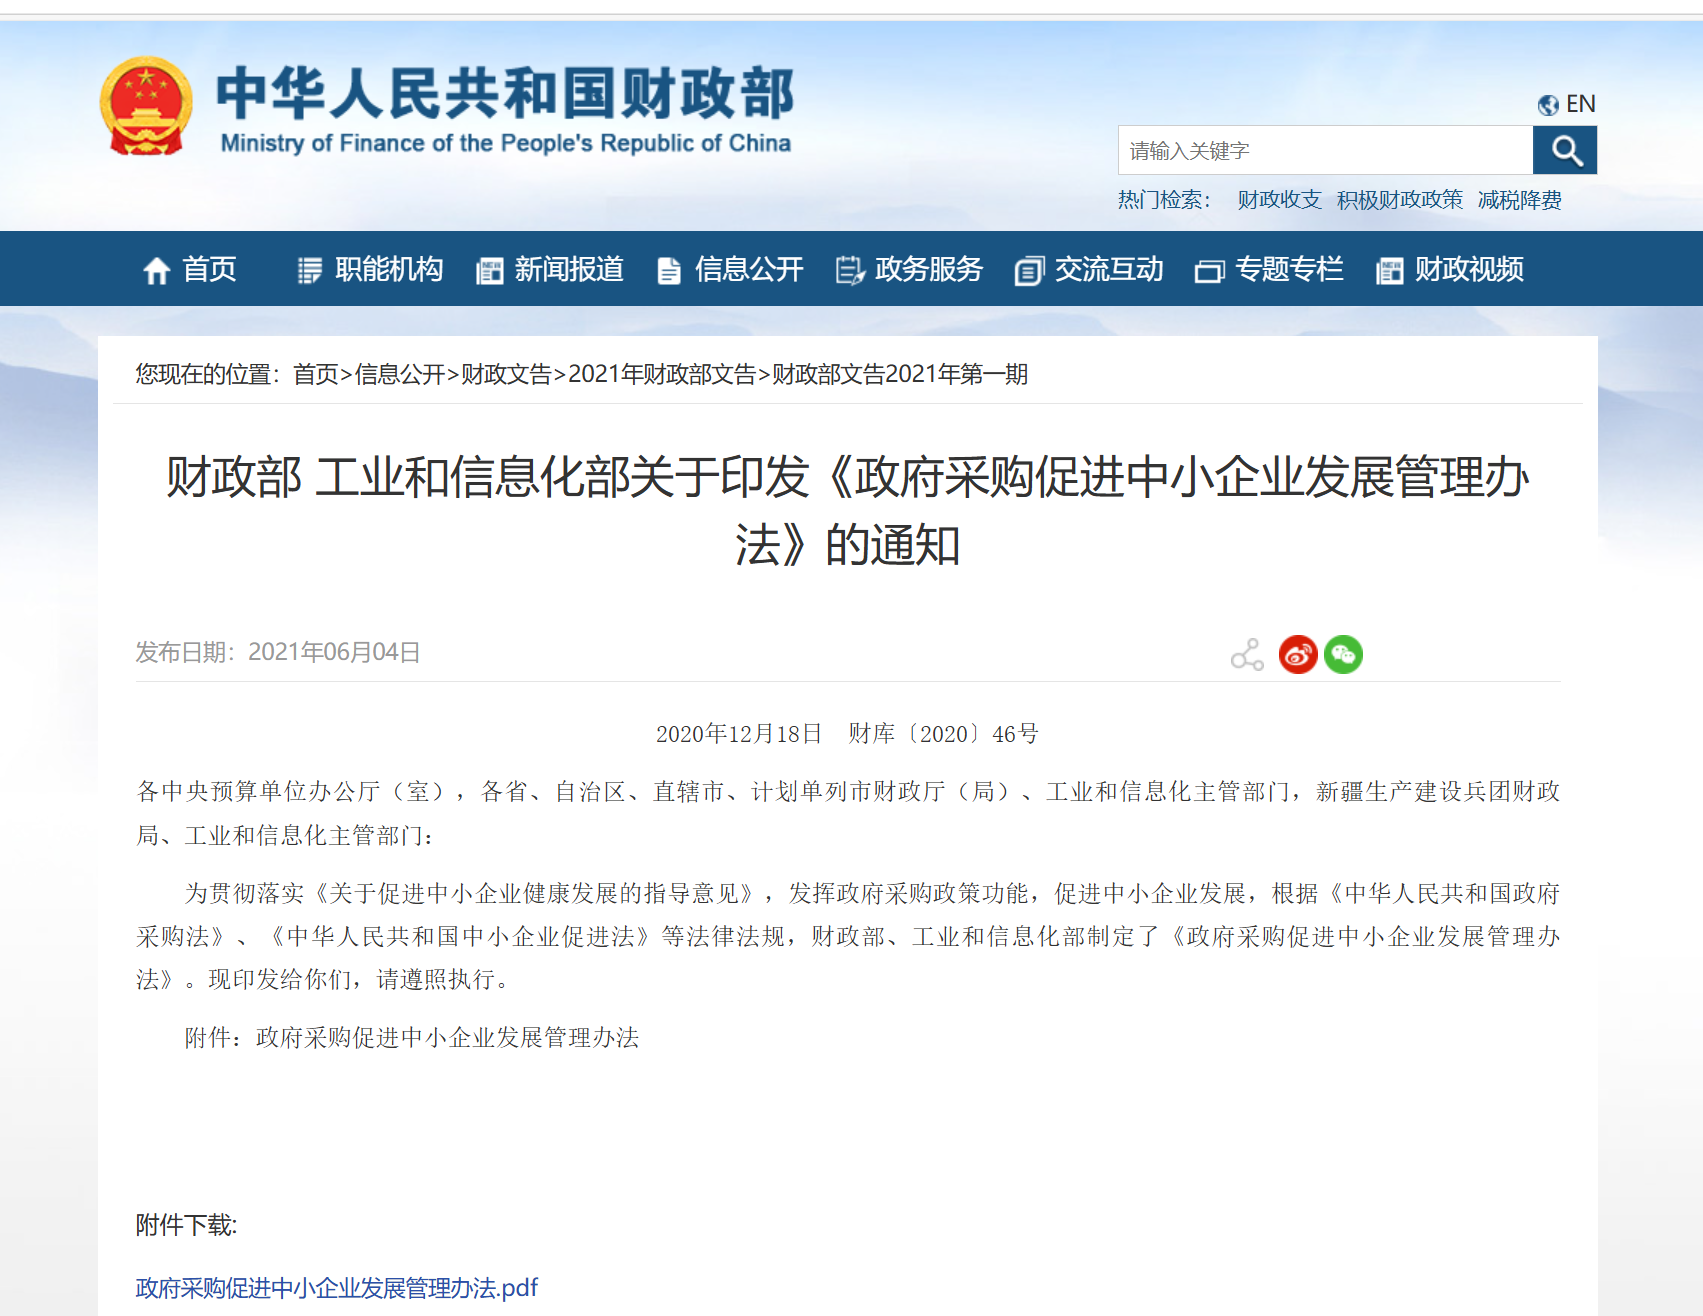 中华人民共和国财政部
Ministry of Finance of the People's Republic of China
EN
请输入关键字
热门检索： 财政收支 积极财政政策 减税降费
首页 职能机构 新闻报道 信息公开 政务服务 交流互动 专题专栏 财政视频
您现在的位置：首页>信息公开>财政文告>2021年财政部文告>财政部文告2021年第一期
财政部 工业和信息化部关于印发《政府采购促进中小企业发展管理办
法》的通知
发布日期：2021年06月04日
2020年12月18日　财库〔2020〕46号
各中央预算单位办公厅（室），各省、自治区、直辖市、计划单列市财政厅（局）、工业和信息化主管部门，新疆生产建设兵团财政
局、工业和信息化主管部门：
为贯彻落实《关于促进中小企业健康发展的指导意见》，发挥政府采购政策功能，促进中小企业发展，根据《中华人民共和国政府
采购法》、《中华人民共和国中小企业促进法》等法律法规，财政部、工业和信息化部制定了《政府采购促进中小企业发展管理办
法》。现印发给你们，请遵照执行。
附件：政府采购促进中小企业发展管理办法
附件下载:
政府采购促进中小企业发展管理办法.pdf